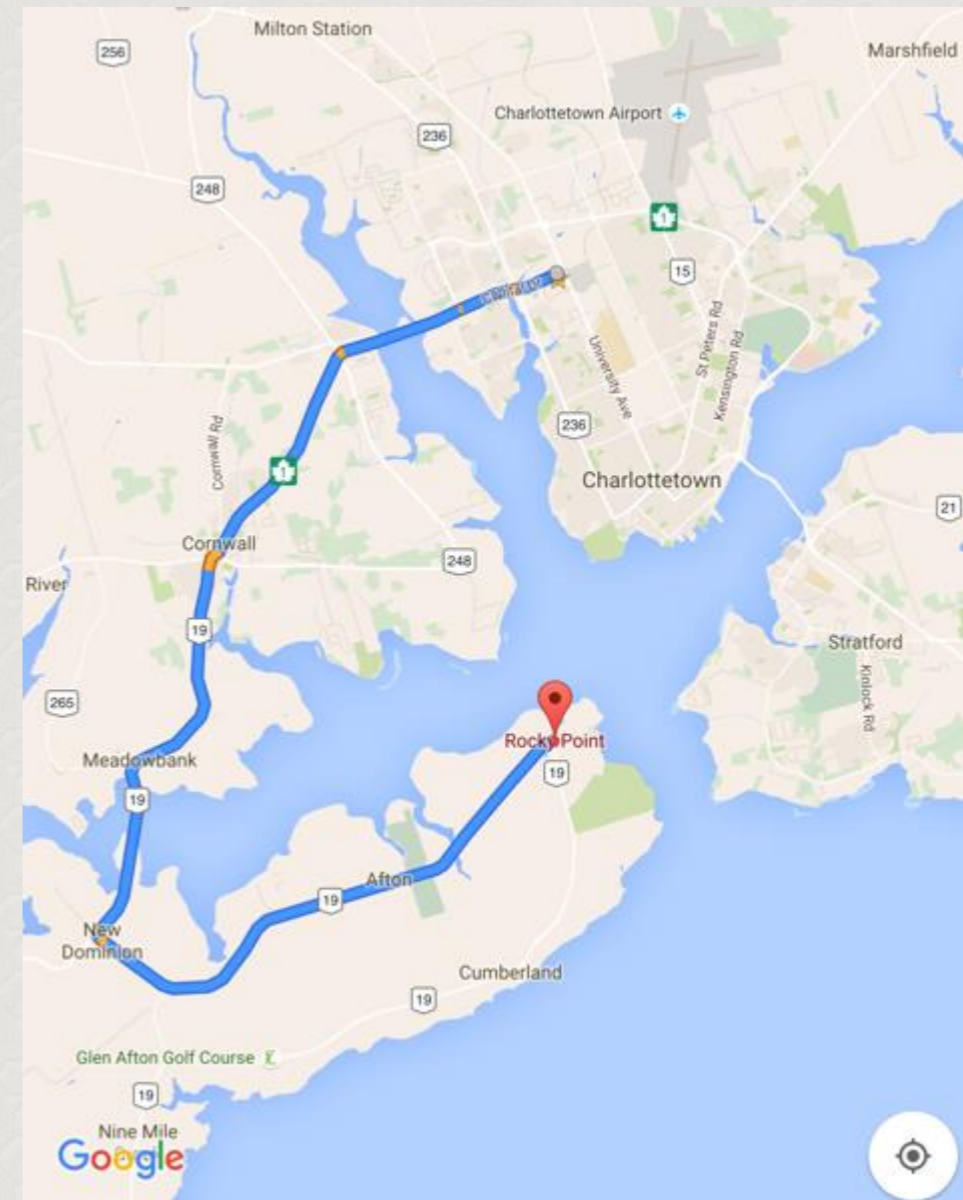 Milton Station
256
Marshfield
Charlottetown Airport
236
248
1
15
St Peters Rd
Kensington Rd
University Ave
Cornwall Rd
236
1
Charlottetown
21
Cornwall
248
River
19
Stratford
Kinlock Rd
265
Rocky Point
Meadowbank
19
19
Afton
19
New
Dominion
Cumberland
19
Glen Afton Golf Course
19
Nine Mile
Google